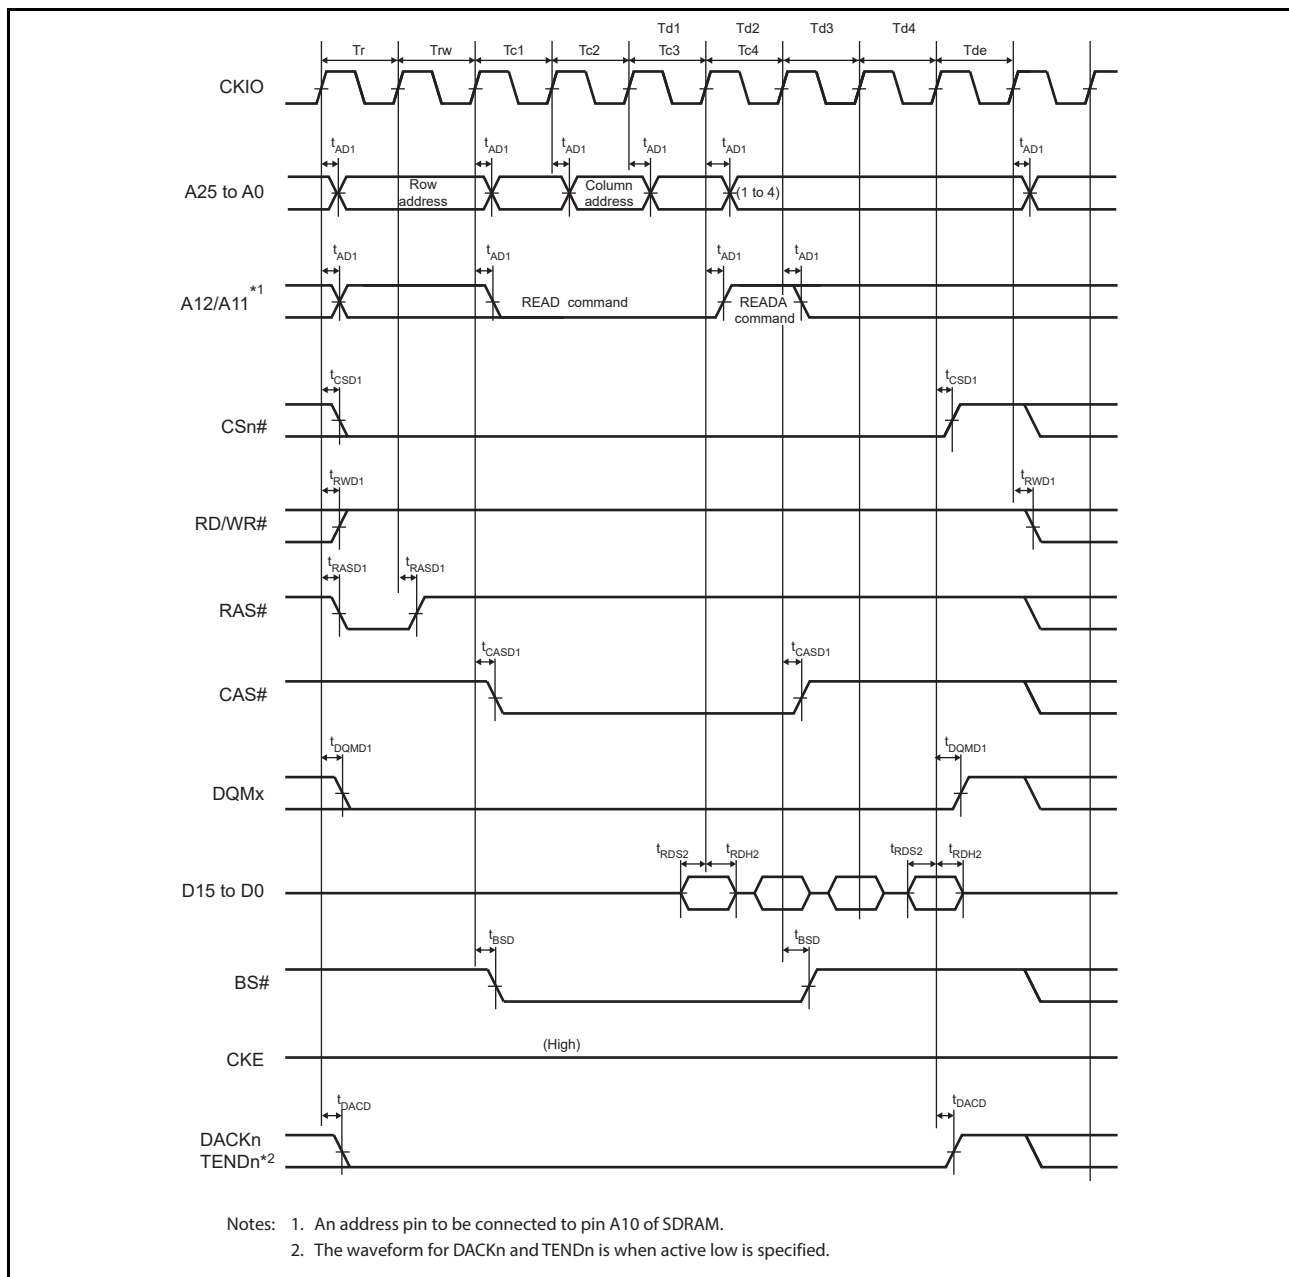 Td1 Td2 Td3 Td4
Tr Trw Tc1 Tc2 Tc3 Tc4 Tde
CKIO
tAD1 tAD1 tAD1 tAD1 tAD1 tAD1
A25 to A0 Row address Column address (1 to 4)
tAD1 tAD1 tAD1 tAD1
A12/A11*1 READ command READA command
tCSD1 tCSD1
CSn#
tRWD1 tRWD1
RD/WR#
tRASD1 tRASD1
RAS#
tCASD1 tCASD1
CAS#
tDQMD1 tDQMD1
DQMx
tRDS2 tRDH2 tRDS2 tRDH2
D15 to D0
tBSD tBSD
BS#
(High)
CKE
tDACD tDACD
DACKn
TENDn*2
Notes: 1. An address pin to be connected to pin A10 of SDRAM.
2. The waveform for DACKn and TENDn is when active low is specified.